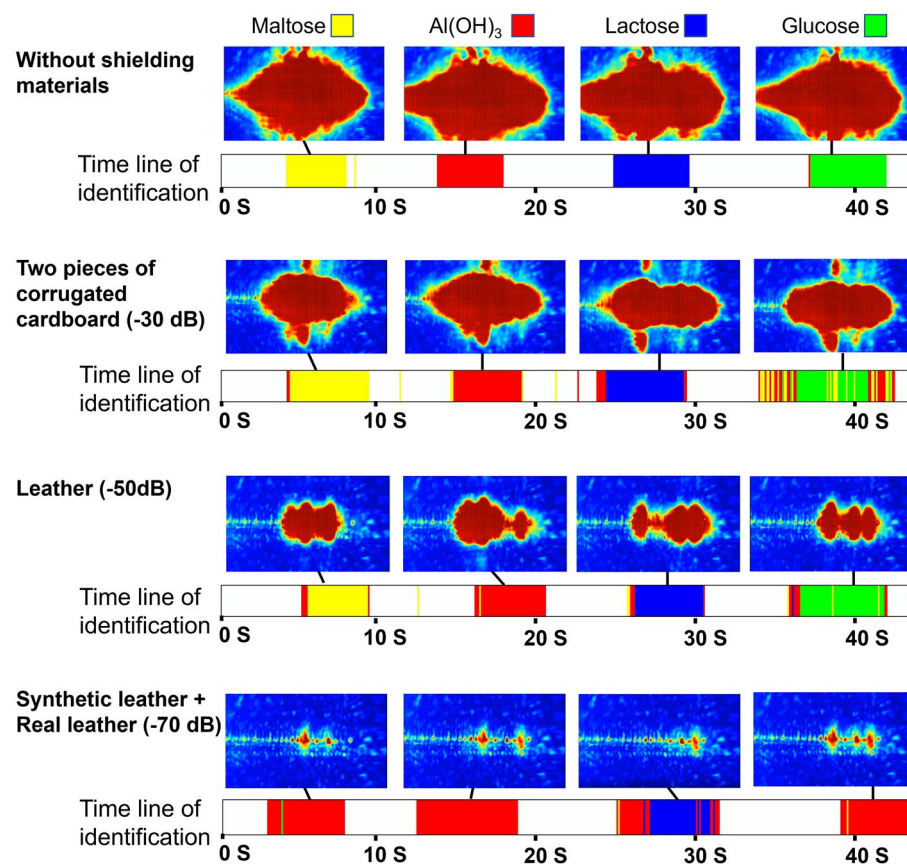 Maltose Al(OH)₃ Lactose Glucose
Without shielding
materials
Time line of
identification
0 S 10 S 20 S 30 S 40 S
Two pieces of
corrugated
cardboard (-30 dB)
Time line of
identification
0 S 10 S 20 S 30 S 40 S
Leather (-50dB)
Time line of
identification
0 S 10 S 20 S 30 S 40 S
Synthetic leather +
Real leather (-70 dB)
Time line of
identification
0 S 10 S 20 S 30 S 40 S